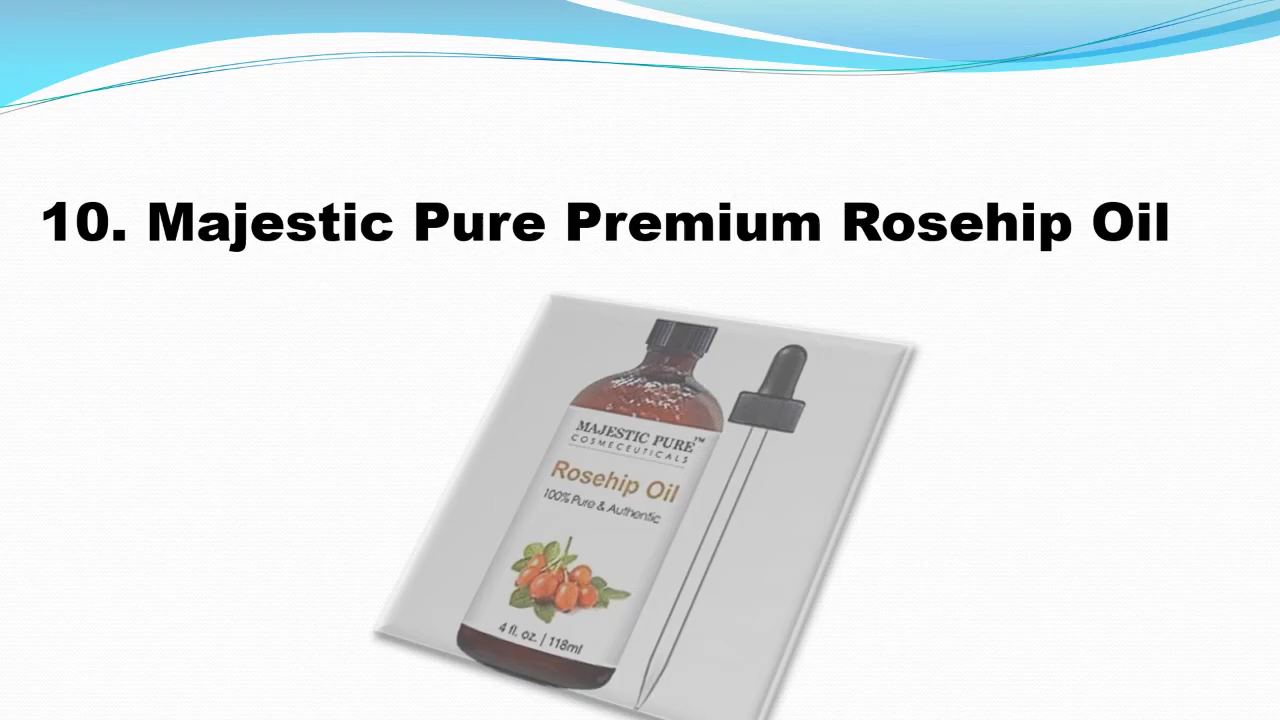 10. Majestic Pure Premium Rosehip Oil
MAJESTIC PURE™
COSMECEUTICALS
Rosehip Oil
100% Pure & Authentic
4 fl. oz. | 118ml